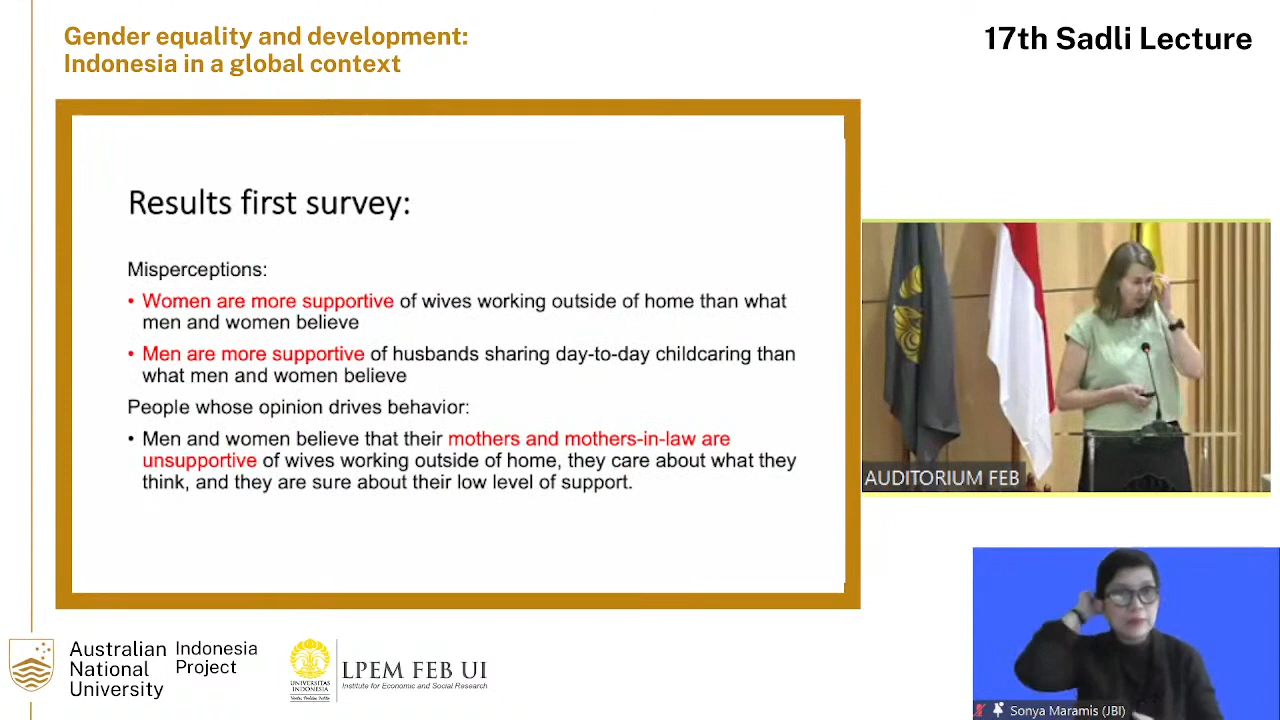 Gender equality and development:
Indonesia in a global context
17th Sadli Lecture
Results first survey:
Misperceptions:
• Women are more supportive of wives working outside of home than what
men and women believe
• Men are more supportive of husbands sharing day-to-day childcaring than
what men and women believe
People whose opinion drives behavior:
• Men and women believe that their mothers and mothers-in-law are
unsupportive of wives working outside of home, they care about what they
think, and they are sure about their low level of support.
AUDITORIUM FEB
Australian
National
University
Indonesia
Project
UNIVERSITAS
INDONESIA
Veritas, Probitas, Iustitia
LPEM FEB UI
Institute for Economic and Social Research
Sonya Maramis (JBI)